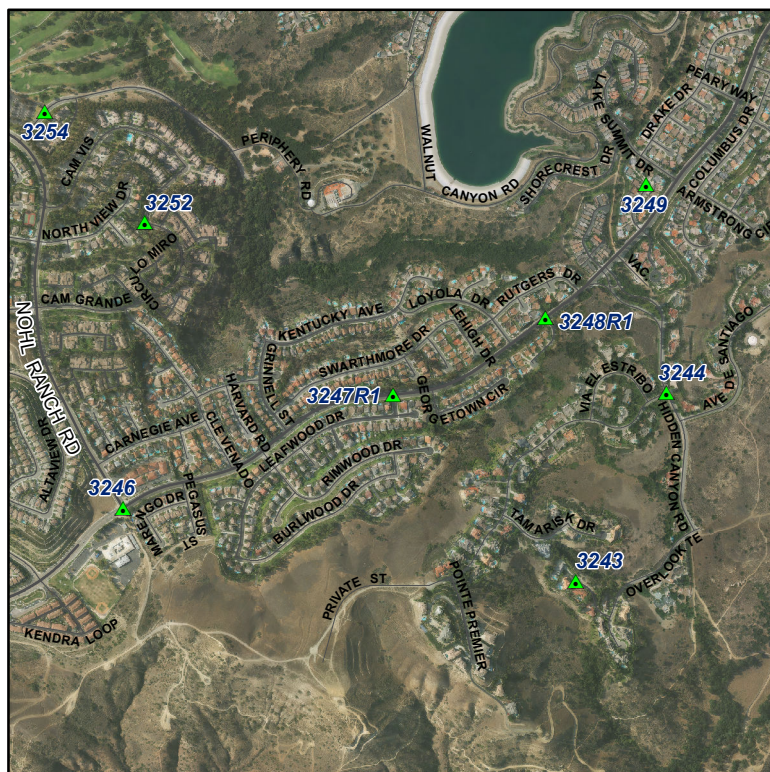 PEARY WAY
LAKE SUMMIT DR
DRAKE DR
COLUMBUS DR
3254
CAM VIS
PERIPHERY RD
WALNUT CANYON RD
SHORECREST DR
3249
ARMSTRONG CIR
3252
NORTH VIEW DR
CIRCULO MIRO
CAM GRANDE
VAC
NOHL RANCH RD
KENTUCKY AVE
LOYOLA DR
RUTGERS DR
LEHIGH DR
3248R1
SWARTHMORE DR
GRINNELL ST
AVE DE SANTIAGO
3244
VIA EL ESTRIBO
3247R1
GEORGETOWN CIR
HARVARD RD
LEAFWOOD DR
CARNEGIE AVE
CLE VENADO
HIDDEN CANYON RD
ALTAVIEW DR
RIMWOOD DR
BURLWOOD DR
3246
MARENGO DR
PEGASUS ST
TAMARISK DR
3243
OVERLOOK TE
PRIVATE ST
POINTE PREMIER
KENDRA LOOP